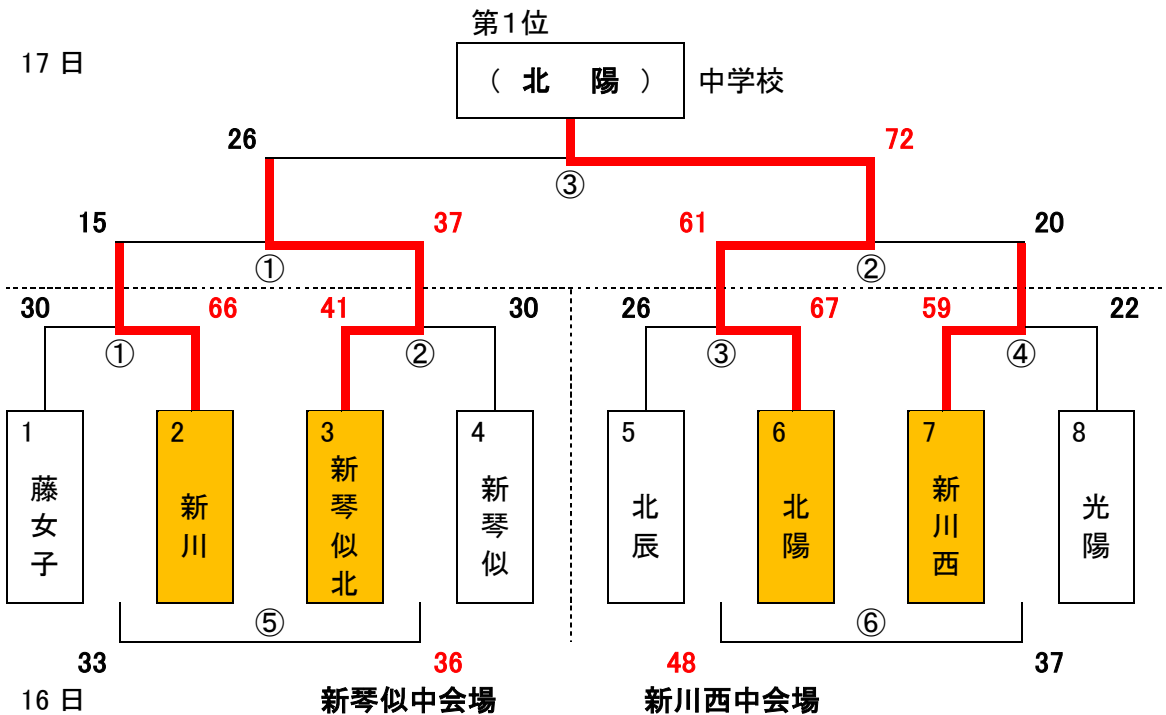 第1位
17 日
( 北 陽 ) 中学校
26 72
③
15 37 61 20
① ②
30 66 41 30 26 67 59 22
① ② ③ ④
1 2 3 4 5 6 7 8
藤女子 新川 新琴似北 新琴似 北辰 北陽 新川西 光陽
⑤ ⑥
33 36 48 37
16 日 新琴似中会場 新川西中会場